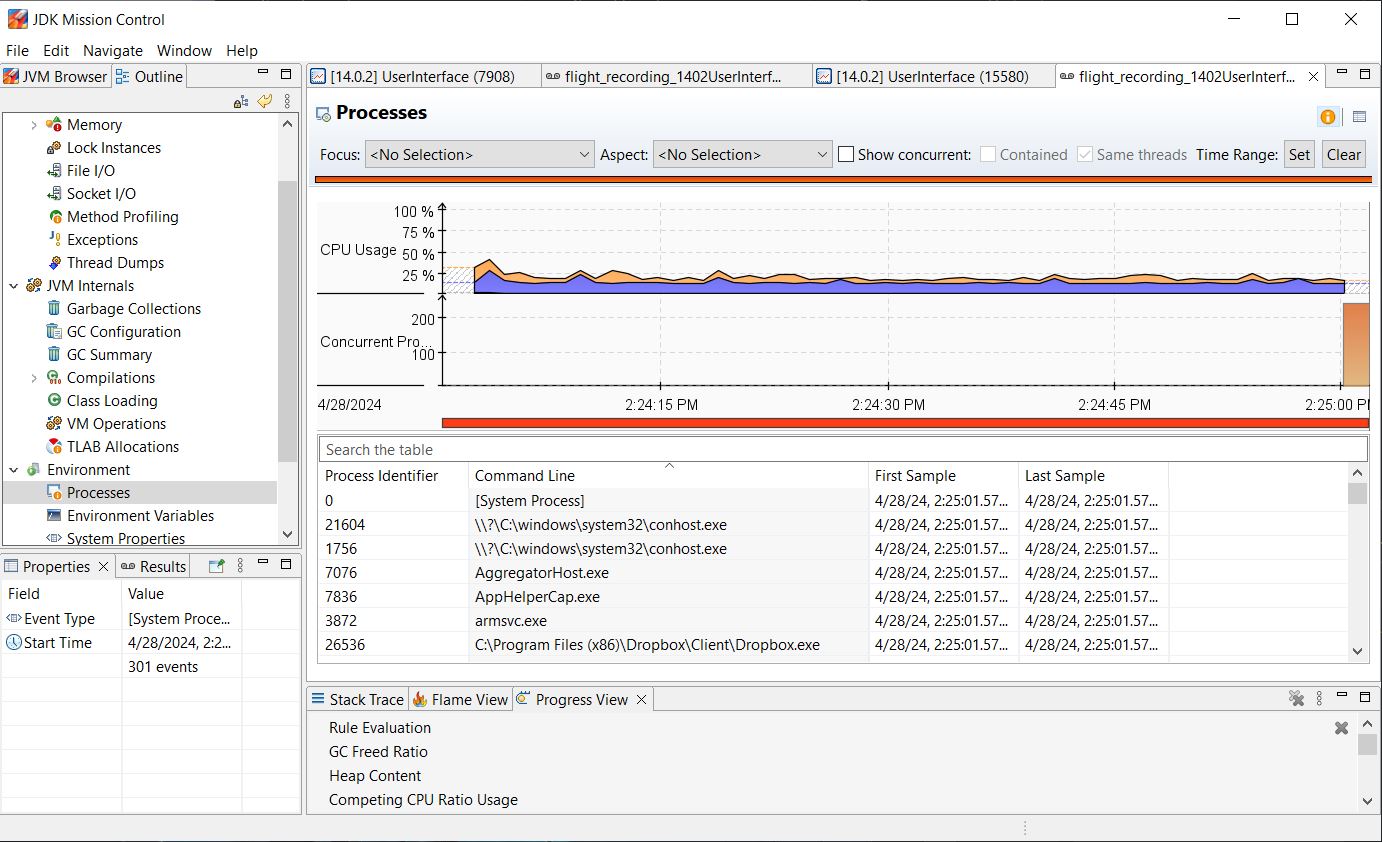 JDK Mission Control
File Edit Navigate Window Help
JVM Browser Outline
Memory
Lock Instances
File I/O
Socket I/O
Method Profiling
Exceptions
Thread Dumps
JVM Internals
Garbage Collections
GC Configuration
GC Summary
Compilations
Class Loading
VM Operations
TLAB Allocations
Environment
Processes
Environment Variables
System Properties
Properties Results
Field Value
Event Type [System Proce...
Start Time 4/28/2024, 2:2...
301 events
[14.0.2] UserInterface (7908) flight_recording_1402UserInterf... [14.0.2] UserInterface (15580) flight_recording_1402UserInterf...
Processes
Focus: <No Selection> Aspect: <No Selection> Show concurrent: Contained Same threads Time Range: Set Clear
100 %
75 %
CPU Usage 50 %
25 %
200
Concurrent Pro...
100
4/28/2024 2:24:15 PM 2:24:30 PM 2:24:45 PM 2:25:00 PM
Search the table
Process Identifier Command Line First Sample Last Sample
0 [System Process] 4/28/24, 2:25:01.57... 4/28/24, 2:25:01.57...
21604 \\?\C:\windows\system32\conhost.exe 4/28/24, 2:25:01.57... 4/28/24, 2:25:01.57...
1756 \\?\C:\windows\system32\conhost.exe 4/28/24, 2:25:01.57... 4/28/24, 2:25:01.57...
7076 AggregatorHost.exe 4/28/24, 2:25:01.57... 4/28/24, 2:25:01.57...
7836 AppHelperCap.exe 4/28/24, 2:25:01.57... 4/28/24, 2:25:01.57...
3872 armsvc.exe 4/28/24, 2:25:01.57... 4/28/24, 2:25:01.57...
26536 C:\Program Files (x86)\Dropbox\Client\Dropbox.exe 4/28/24, 2:25:01.57... 4/28/24, 2:25:01.57...
Stack Trace Flame View Progress View
Rule Evaluation
GC Freed Ratio
Heap Content
Competing CPU Ratio Usage